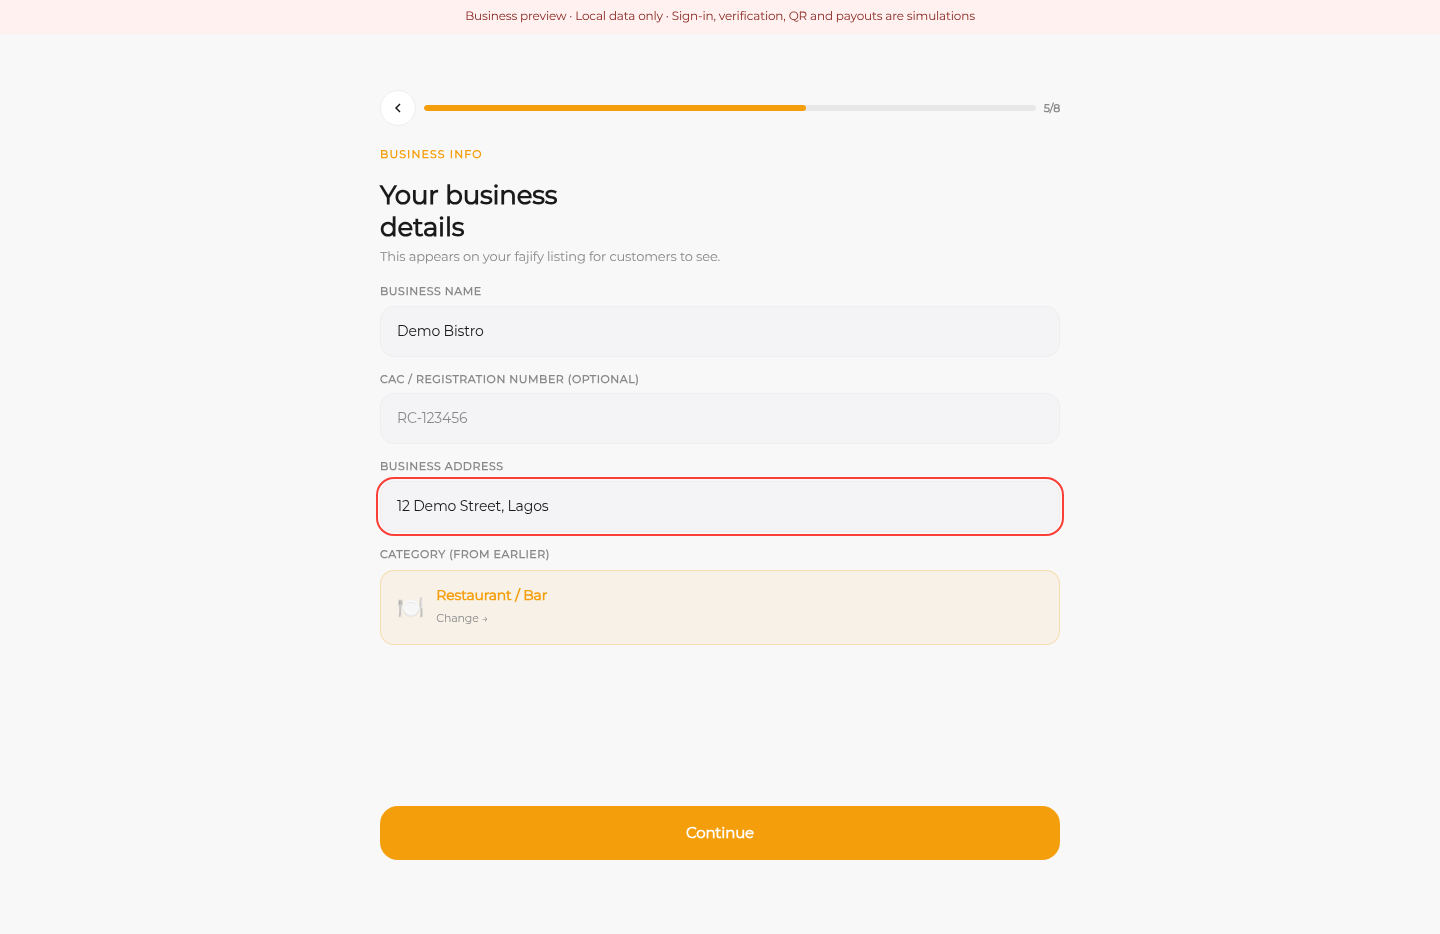 Business preview · Local data only · Sign-in, verification, QR and payouts are simulations
5/8
BUSINESS INFO
Your business
details
This appears on your fajify listing for customers to see.
BUSINESS NAME
Demo Bistro
CAC / REGISTRATION NUMBER (OPTIONAL)
RC-123456
BUSINESS ADDRESS
12 Demo Street, Lagos
CATEGORY (FROM EARLIER)
Restaurant / Bar
Change →
Continue